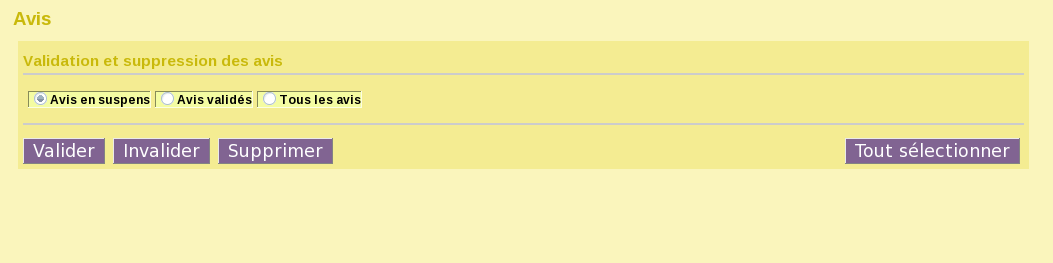 Avis
Validation et suppression des avis
Avis en suspens Avis validés Tous les avis
Valider Invalider Supprimer Tout sélectionner